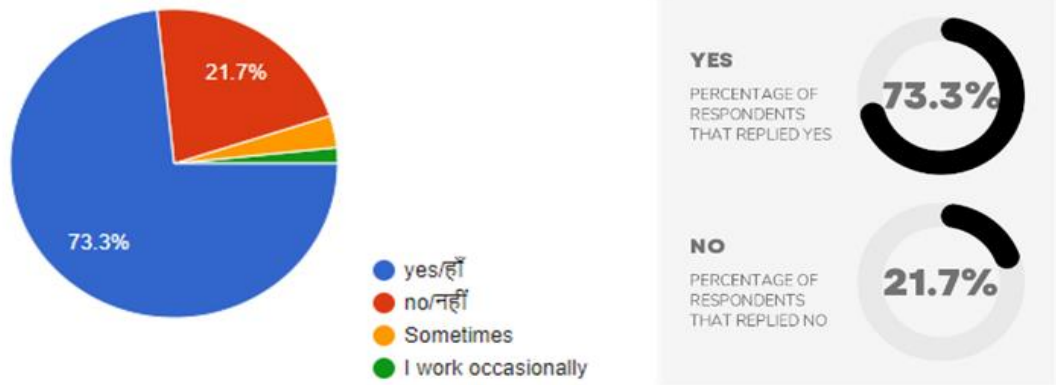 21.7%
73.3%
yes/हाँ
no/नहीं
Sometimes
I work occasionally
YES
PERCENTAGE OF
RESPONDENTS
THAT REPLIED YES
73.3%
NO
PERCENTAGE OF
RESPONDENTS
THAT REPLIED NO
21.7%